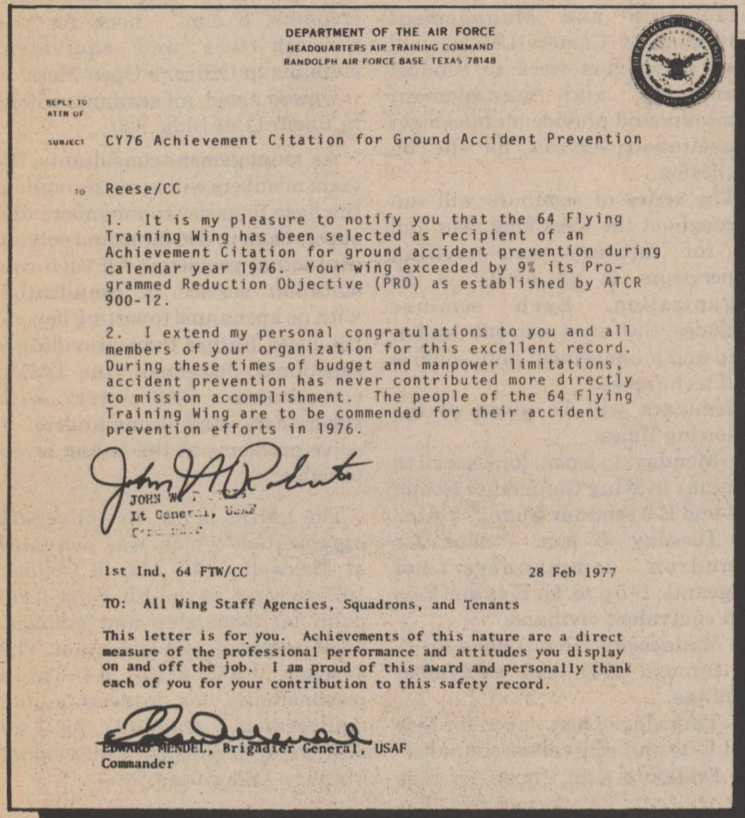 DEPARTMENT OF THE AIR FORCE
HEADQUARTERS AIR TRAINING COMMAND
RANDOLPH AIR FORCE BASE, TEXAS 78148
REPLY TO
ATTN OF
SUBJECT CY76 Achievement Citation for Ground Accident Prevention
TO Reese/CC
1. It is my pleasure to notify you that the 64 Flying
Training Wing has been selected as recipient of an
Achievement Citation for ground accident prevention during
calendar year 1976. Your wing exceeded by 9% its Pro-
grammed Reduction Objective (PRO) as established by ATCR
900-12.
2. I extend my personal congratulations to you and all
members of your organization for this excellent record.
During these times of budget and manpower limitations,
accident prevention has never contributed more directly
to mission accomplishment. The people of the 64 Flying
Training Wing are to be commended for their accident
prevention efforts in 1976.
John W Roberts
JOHN W.
Lt General, USAF
Commander
1st Ind, 64 FTW/CC 28 Feb 1977
TO: All Wing Staff Agencies, Squadrons, and Tenants
This letter is for you. Achievements of this nature are a direct
measure of the professional performance and attitudes you display
on and off the job. I am proud of this award and personally thank
each of you for your contribution to this safety record.
EDWARD MENDEL, Brigadier General, USAF
Commander